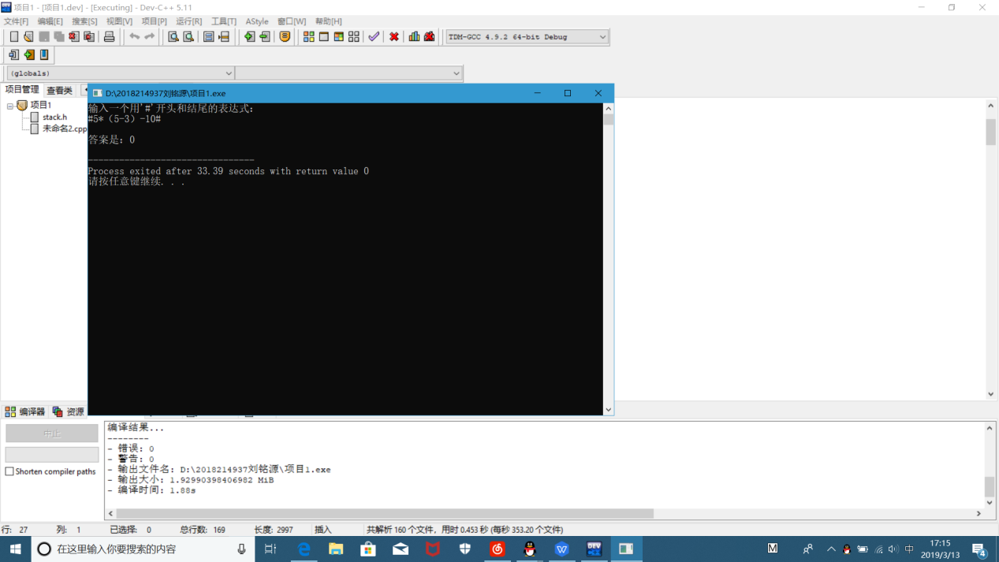 项目1 - [项目1.dev] - [Executing] - Dev-C++ 5.11
文件[F] 编辑[E] 搜索[S] 视图[V] 项目[P] 运行[R] 工具[T] AStyle 窗口[W] 帮助[H]
TDM-GCC 4.9.2 64-bit Debug
(globals)
项目管理 查看类
项目1
stack.h
未命名2.cpp
D:\2018214937刘铭源\项目1.exe
输入一个用'#'开头和结尾的表达式:
#5*（5-3）-10#
答案是: 0
--------------------------------
Process exited after 33.39 seconds with return value 0
请按任意键继续. . .
编译器 资源
中止
Shorten compiler paths
编译结果...
--------
- 错误: 0
- 警告: 0
- 输出文件名: D:\2018214937刘铭源\项目1.exe
- 输出大小: 1.92990398406982 MiB
- 编译时间: 1.88s
行: 27 列: 1 已选择: 0 总行数: 169 长度: 2997 插入 共解析 160 个文件，用时 0.453 秒 (每秒 353.20 个文件)
在这里输入你要搜索的内容
DEV
M
中
17:15
2019/3/13
4